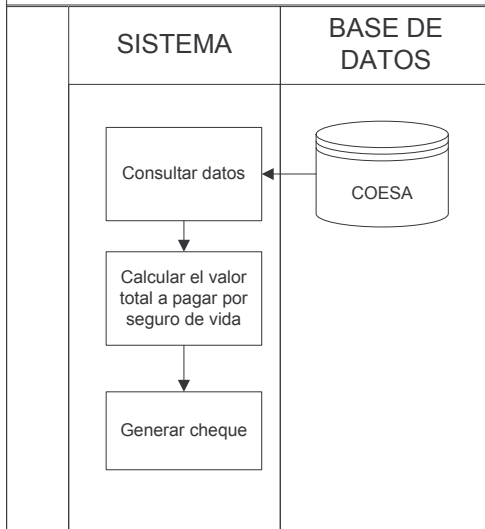 SISTEMA
BASE DE
DATOS
Consultar datos
COESA
Calcular el valor
total a pagar por
seguro de vida
Generar cheque